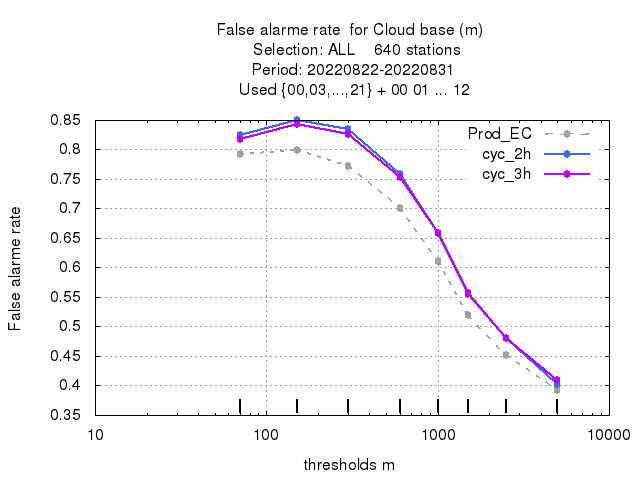 False alarme rate  for Cloud base (m)
Selection: ALL    640 stations
Period: 20220822-20220831
Used {00,03,...,21} + 00 01 ... 12
Prod_EC
cyc_2h
cyc_3h
False alarme rate
0.85
0.8
0.75
0.7
0.65
0.6
0.55
0.5
0.45
0.4
0.35
10 100 1000 10000
thresholds m